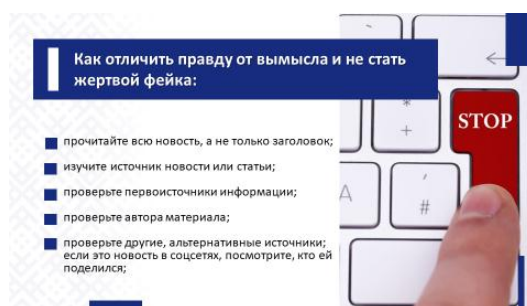 Как отличить правду от вымысла и не стать
жертвой фейка:
прочитайте всю новость, а не только заголовок;
изучите источник новости или статьи;
проверьте первоисточники информации;
проверьте автора материала;
проверьте другие, альтернативные источники;
если это новость в соцсетях, посмотрите, кто ей
поделился;
*
+
STOP
A
'
#